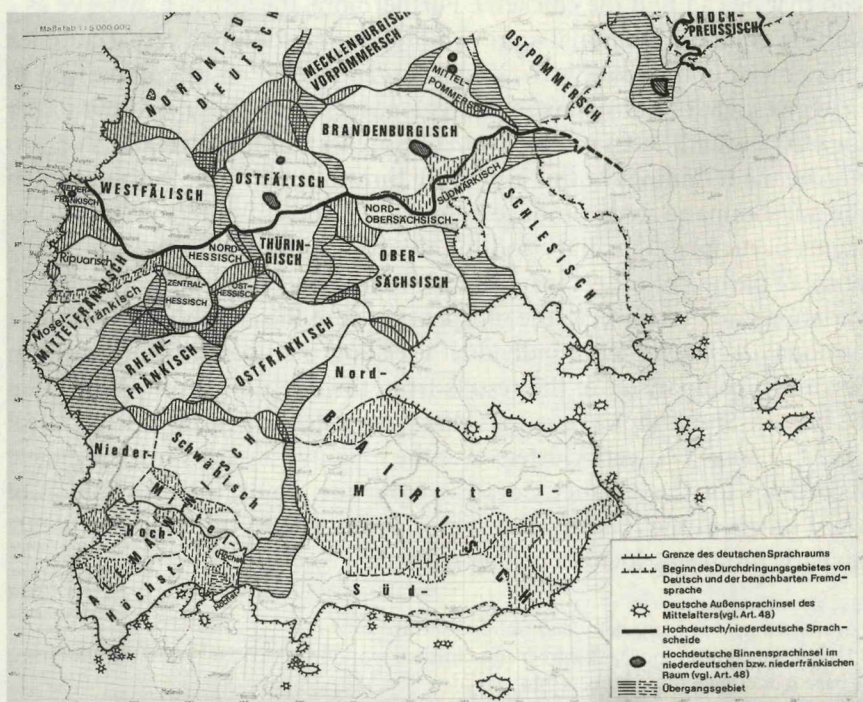 Maßstab 1 : 5 000 000
NORDNIED
DEUTSCH
MECKLENBURGISCH
VORPOMMERSCH
MITTEL-
POMMERSCH
OSTPOMMERSCH
HOCH-
PREUSSISCH
BRANDENBURGISCH
WESTFÄLISCH
OSTFÄLISCH
NIEDER-
FRÄNKISCH
SÜDMÄRKISCH
NORD-
OBERSÄCHSISCH-
SCHLESISCH
NORD-
HESSISCH
THÜRIN-
GISCH
OBER-
SÄCHSISCH
Ripuarisch
MITTELFRÄNKISCH
Mosel-
fränkisch
ZENTRAL-
HESSISCH
OST-
HESSISCH
RHEIN-
FRÄNKISCH
OSTFRÄNKISCH
Nord-
BAIRISCH
Mittel-
Süd-
Nieder-
Schwäbisch
Mittel-
Hoch-
Höchst-
ALEMANNISCH
Grenze des deutschen Sprachraums
Beginn des Durchdringungsgebietes von
Deutsch und der benachbarten Fremd-
sprache
Deutsche Außensprachinsel des
Mittelalters (vgl. Art. 48)
Hochdeutsch/niederdeutsche Sprach-
scheide
Hochdeutsche Binnensprachinsel im
niederdeutschen bzw. niederfränkischen
Raum (vgl. Art. 48)
Übergangsgebiet